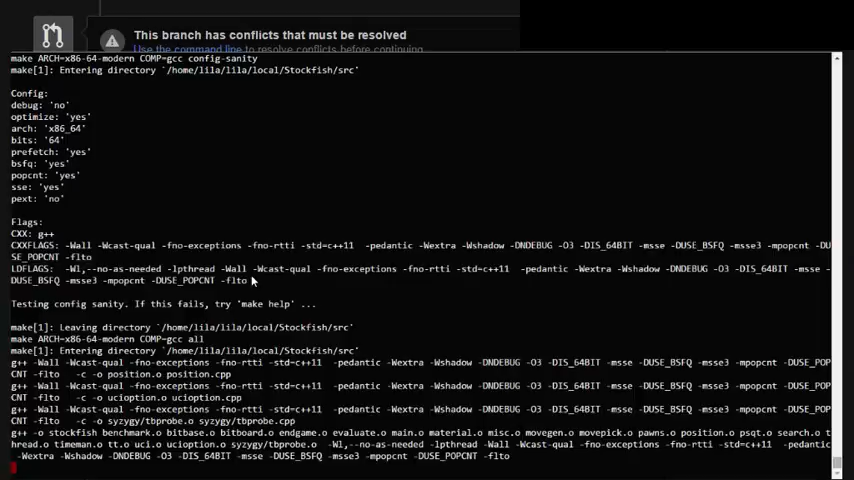 This branch has conflicts that must be resolved
Use the command line to resolve conflicts before continuing.
make ARCH=x86-64-modern COMP=gcc config-sanity
make[1]: Entering directory `/home/lila/lila/local/Stockfish/src'
Config:
debug: 'no'
optimize: 'yes'
arch: 'x86_64'
bits: '64'
prefetch: 'yes'
bsfq: 'yes'
popcnt: 'yes'
sse: 'yes'
pext: 'no'
Flags:
CXX: g++
CXXFLAGS: -Wall -Wcast-qual -fno-exceptions -fno-rtti -std=c++11  -pedantic -Wextra -Wshadow -DNDEBUG -O3 -DIS_64BIT -msse -DUSE_BSFQ -msse3 -mpopcnt -DU
SE_POPCNT -flto
LDFLAGS: -Wl,--no-as-needed -lpthread -Wall -Wcast-qual -fno-exceptions -fno-rtti -std=c++11  -pedantic -Wextra -Wshadow -DNDEBUG -O3 -DIS_64BIT -msse -
DUSE_BSFQ -msse3 -mpopcnt -DUSE_POPCNT -flto
Testing config sanity. If this fails, try 'make help' ...
make[1]: Leaving directory `/home/lila/lila/local/Stockfish/src'
make ARCH=x86-64-modern COMP=gcc all
make[1]: Entering directory `/home/lila/lila/local/Stockfish/src'
g++ -Wall -Wcast-qual -fno-exceptions -fno-rtti -std=c++11  -pedantic -Wextra -Wshadow -DNDEBUG -O3 -DIS_64BIT -msse -DUSE_BSFQ -msse3 -mpopcnt -DUSE_POP
CNT -flto   -c -o position.o position.cpp
g++ -Wall -Wcast-qual -fno-exceptions -fno-rtti -std=c++11  -pedantic -Wextra -Wshadow -DNDEBUG -O3 -DIS_64BIT -msse -DUSE_BSFQ -msse3 -mpopcnt -DUSE_POP
CNT -flto   -c -o ucioption.o ucioption.cpp
g++ -Wall -Wcast-qual -fno-exceptions -fno-rtti -std=c++11  -pedantic -Wextra -Wshadow -DNDEBUG -O3 -DIS_64BIT -msse -DUSE_BSFQ -msse3 -mpopcnt -DUSE_POP
CNT -flto   -c -o syzygy/tbprobe.o syzygy/tbprobe.cpp
g++ -o stockfish benchmark.o bitbase.o bitboard.o endgame.o evaluate.o main.o material.o misc.o movegen.o movepick.o pawns.o position.o psqt.o search.o t
hread.o timeman.o tt.o uci.o ucioption.o syzygy/tbprobe.o  -Wl,--no-as-needed -lpthread -Wall -Wcast-qual -fno-exceptions -fno-rtti -std=c++11  -pedantic
-Wextra -Wshadow -DNDEBUG -O3 -DIS_64BIT -msse -DUSE_BSFQ -msse3 -mpopcnt -DUSE_POPCNT -flto